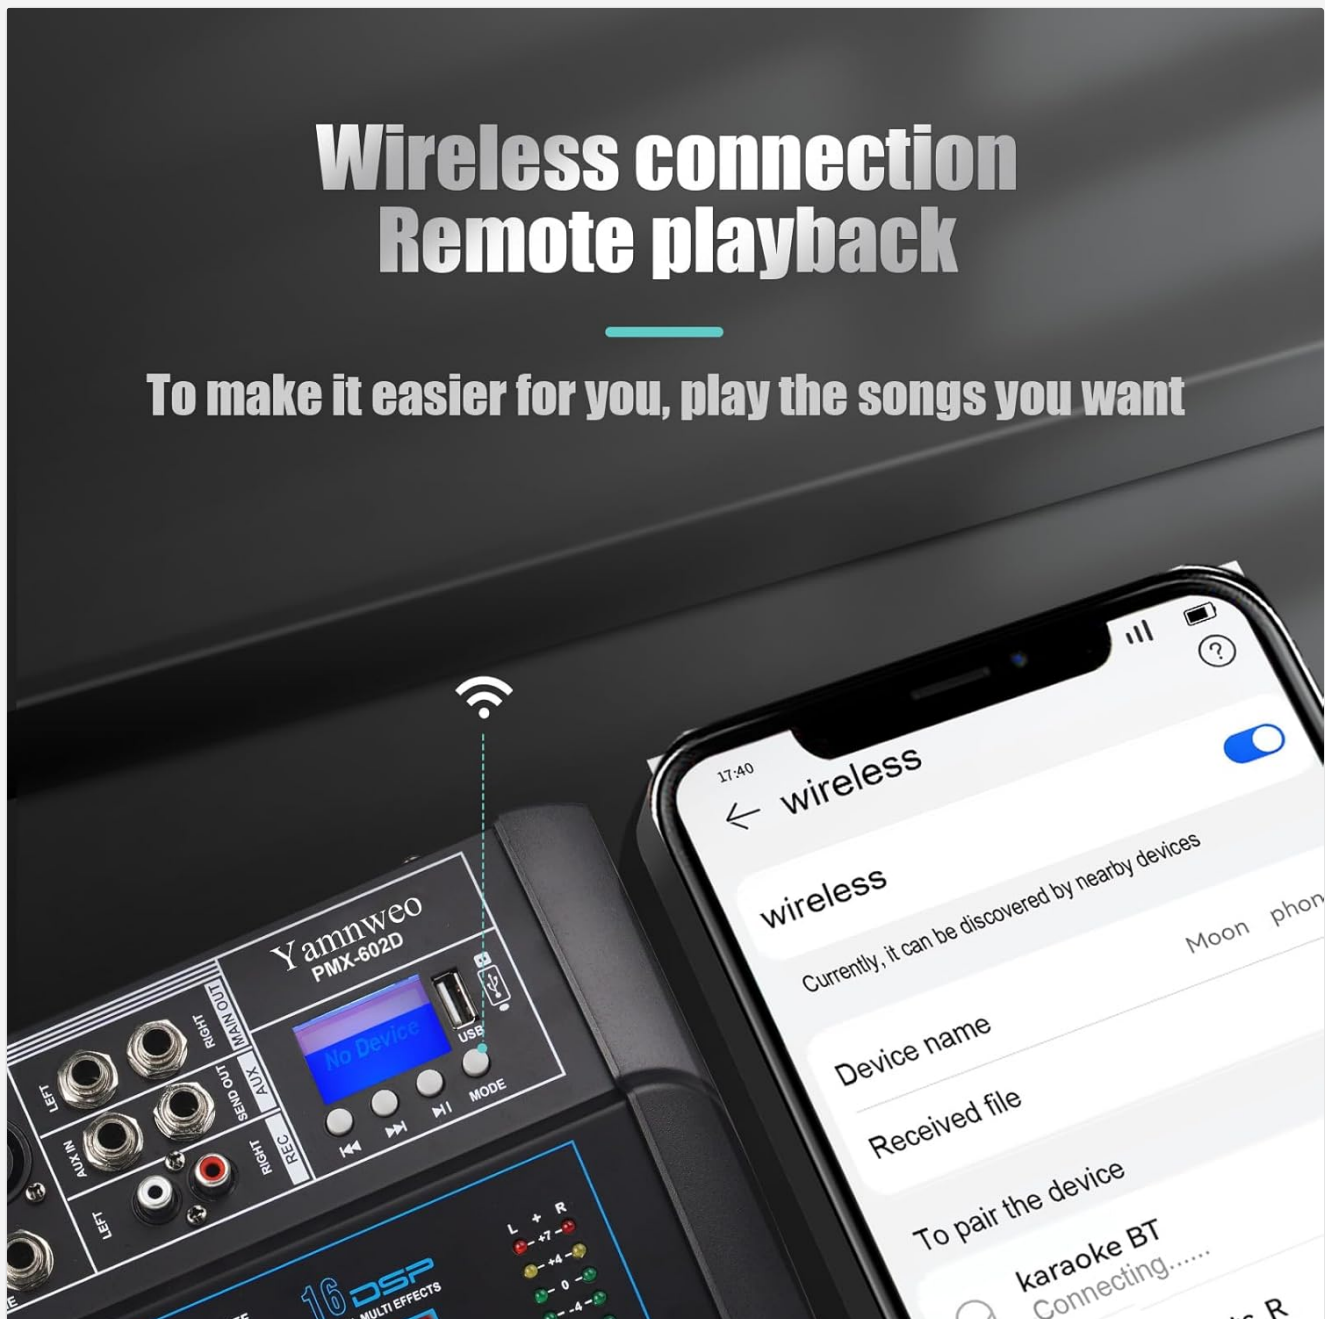 Wireless connection
Remote playback
To make it easier for you, play the songs you want
17:40
wireless
?
wireless
Currently, it can be discovered by nearby devices
Device name
Moon phon
Received file
To pair the device
karaoke BT
Connecting......
Yamnweo
PMX-602D
No Device
USB
MODE
LEFT
RIGHT
MAIN OUT
AUX IN
SEND OUT
AUX
LEFT
RIGHT
REC
L + R
+7
+4
0
-4
16 DSP
MULTI EFFECTS